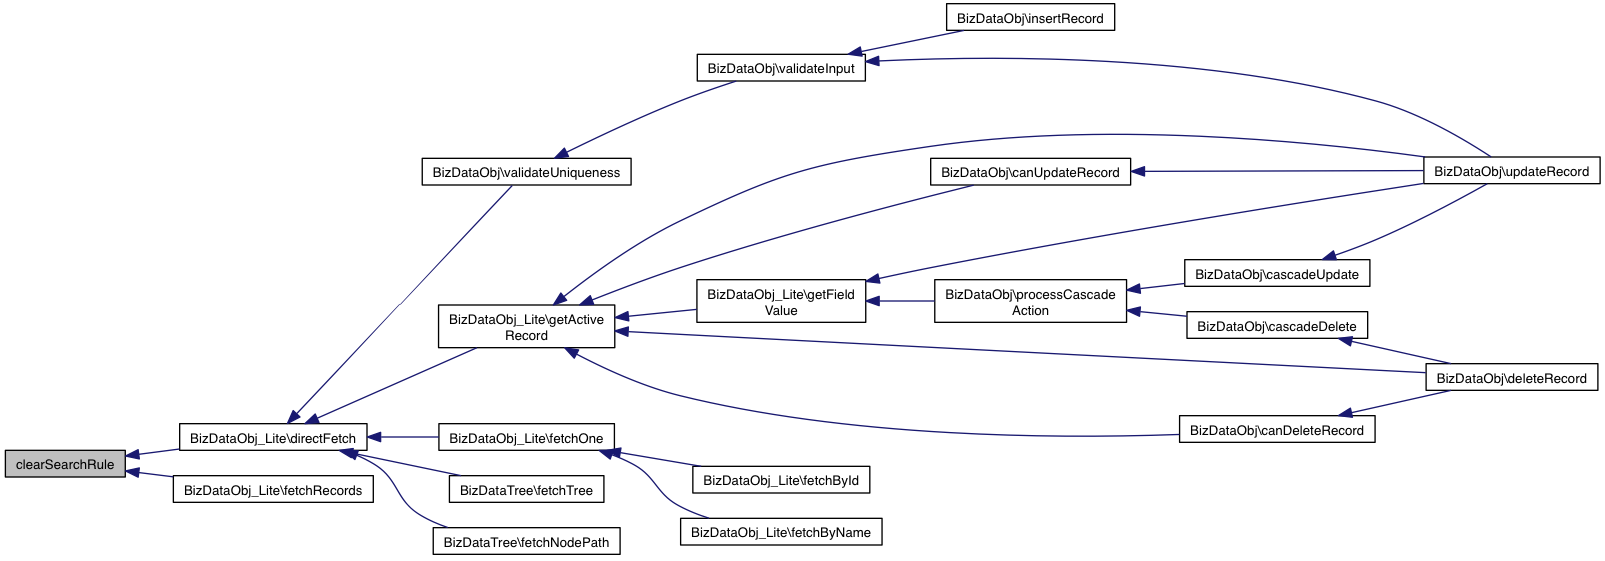 BizDataObj\insertRecord
BizDataObj\validateInput
BizDataObj\validateUniqueness
BizDataObj\canUpdateRecord
BizDataObj\updateRecord
BizDataObj\cascadeUpdate
BizDataObj_Lite\getField
Value
BizDataObj\processCascade
Action
BizDataObj_Lite\getActive
Record
BizDataObj\cascadeDelete
BizDataObj\deleteRecord
BizDataObj\canDeleteRecord
BizDataObj_Lite\directFetch
BizDataObj_Lite\fetchOne
clearSearchRule
BizDataObj_Lite\fetchById
BizDataObj_Lite\fetchRecords
BizDataTree\fetchTree
BizDataObj_Lite\fetchByName
BizDataTree\fetchNodePath